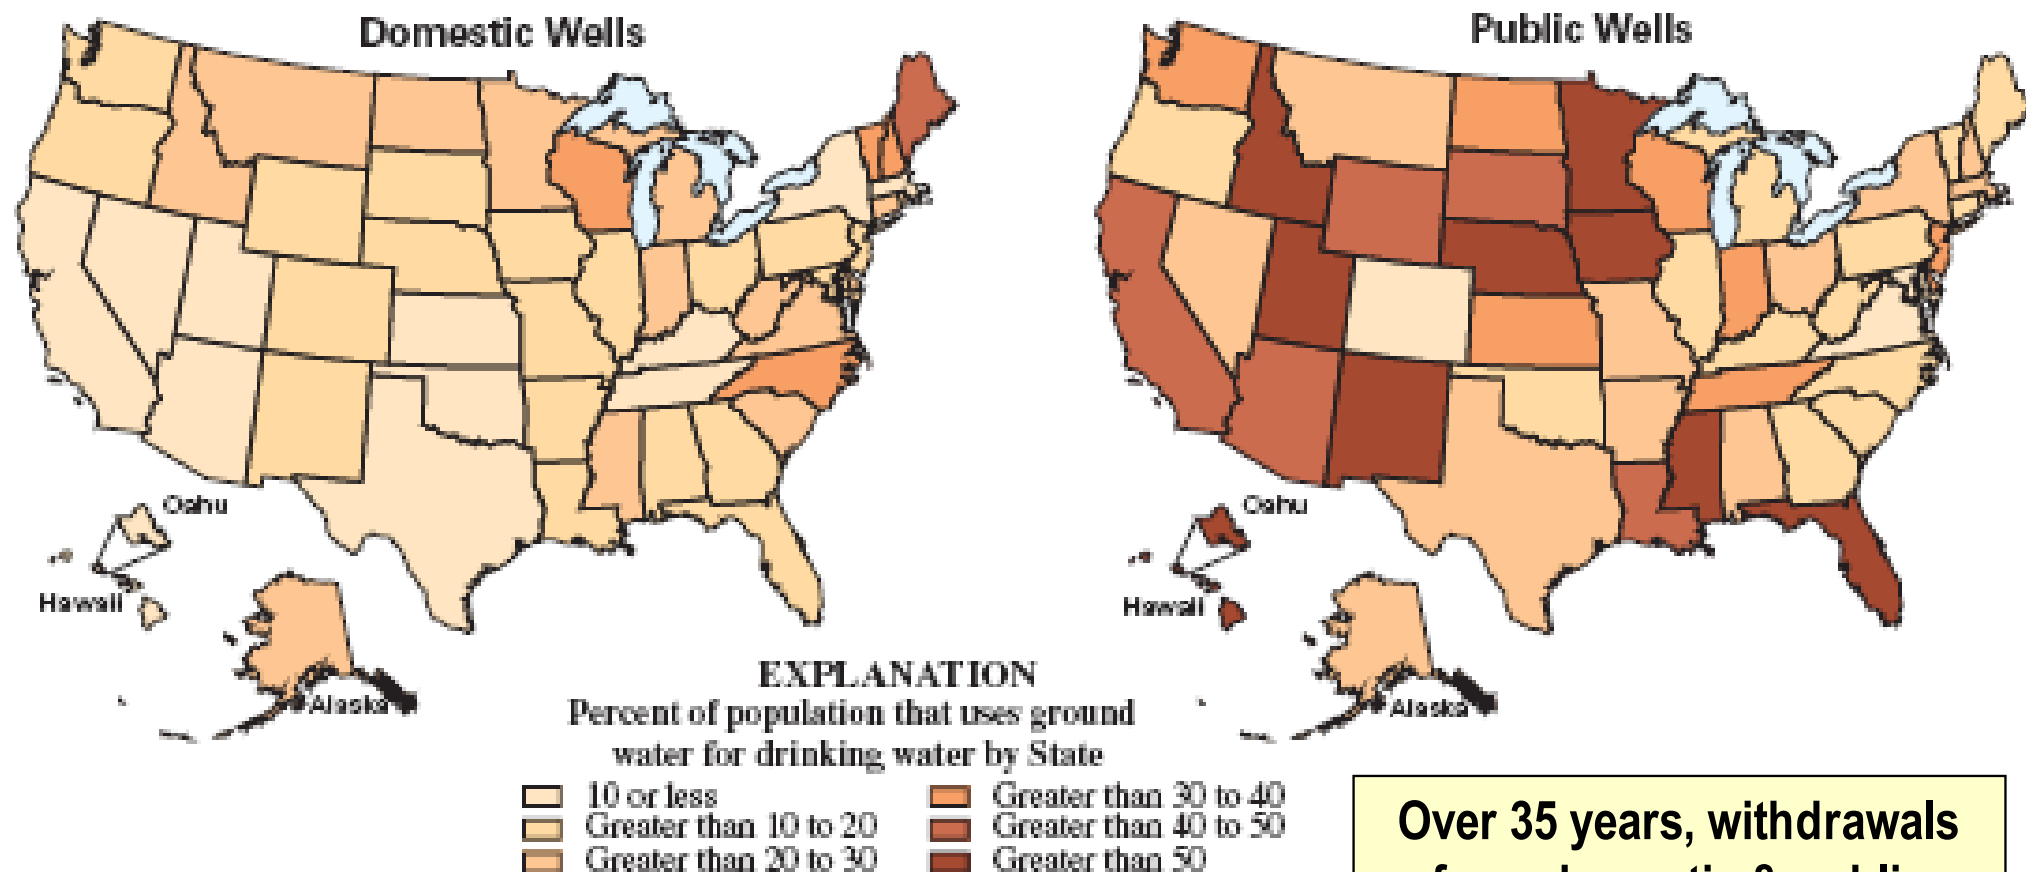 Domestic Wells
Public Wells
Oahu
Hawaii
Alaska
Oahu
Hawaii
Alaska
EXPLANATION
Percent of population that uses ground
water for drinking water by State
10 or less
Greater than 10 to 20
Greater than 20 to 30
Greater than 30 to 40
Greater than 40 to 50
Greater than 50
Over 35 years, withdrawals